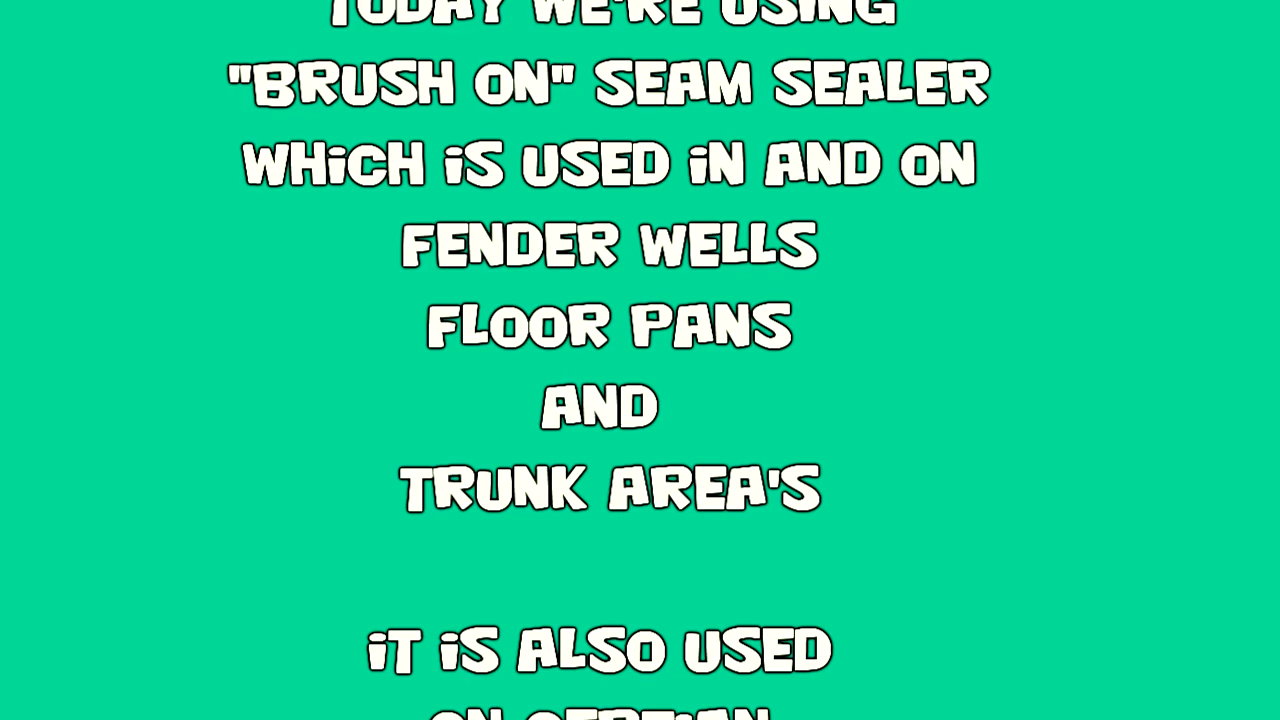 TODAY WE'RE USING
"BRUSH ON" SEAM SEALER
WHiCH iS USED iN AND ON
FENDER WELLS
FLOOR PANS
AND
TRUNK AREA'S
iT iS ALSO USED
ON